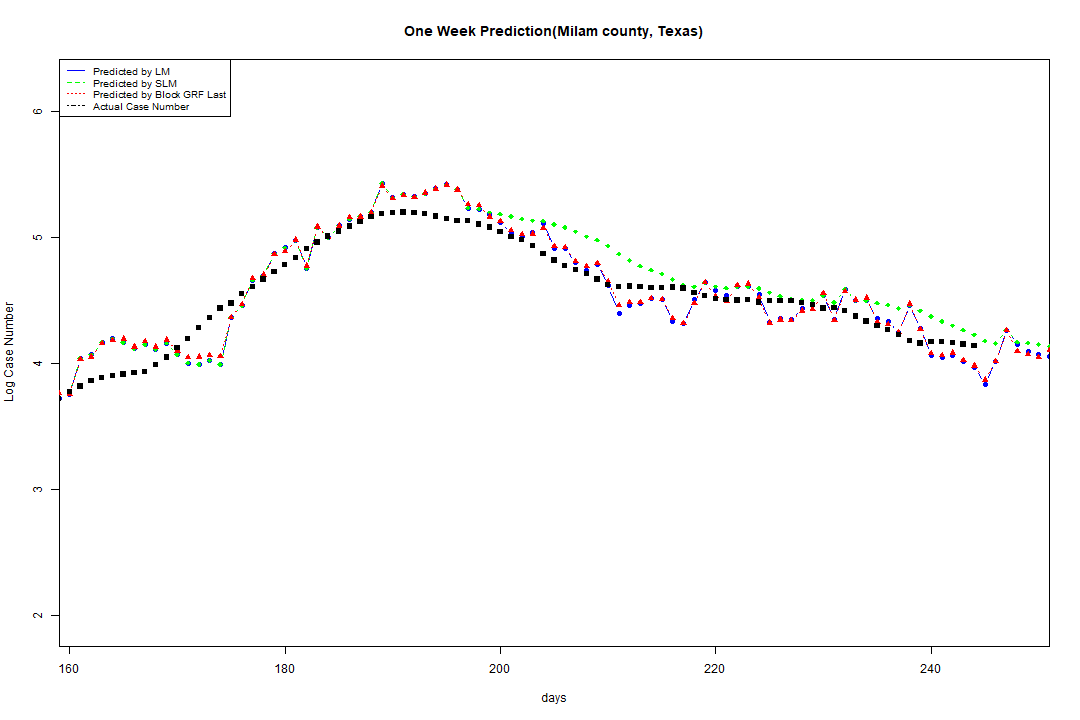 One Week Prediction(Milam county, Texas)
Predicted by LM
Predicted by SLM
Predicted by Block GRF Last
Actual Case Number
6
5
4
3
2
Log Case Number
160 180 200 220 240
days